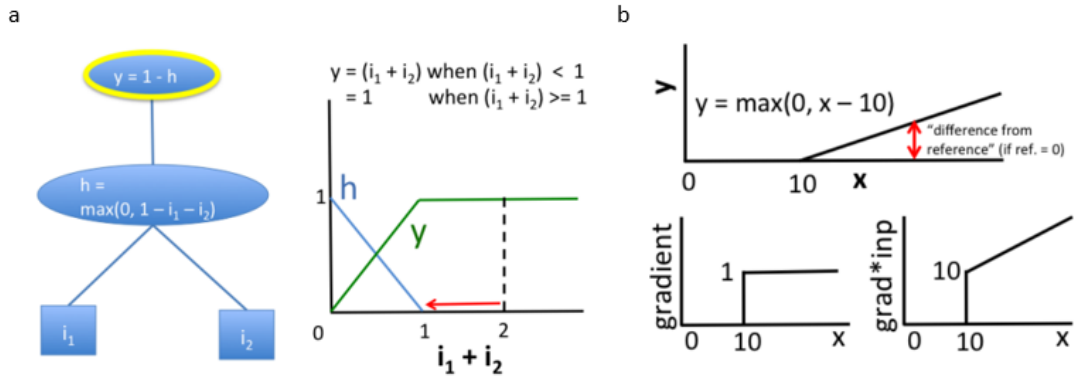 a
y = 1 - h
h =
max(0, 1 – i₁ – i₂)
i₁
i₂
y = (i₁ + i₂) when (i₁ + i₂) < 1
= 1 when (i₁ + i₂) >= 1
1
h
y
0
1
2
i₁ + i₂
b
y
y = max(0, x – 10)
"difference from
reference" (if ref. = 0)
0
10
x
gradient
1
0
10
x
grad*inp
10
0
10
x